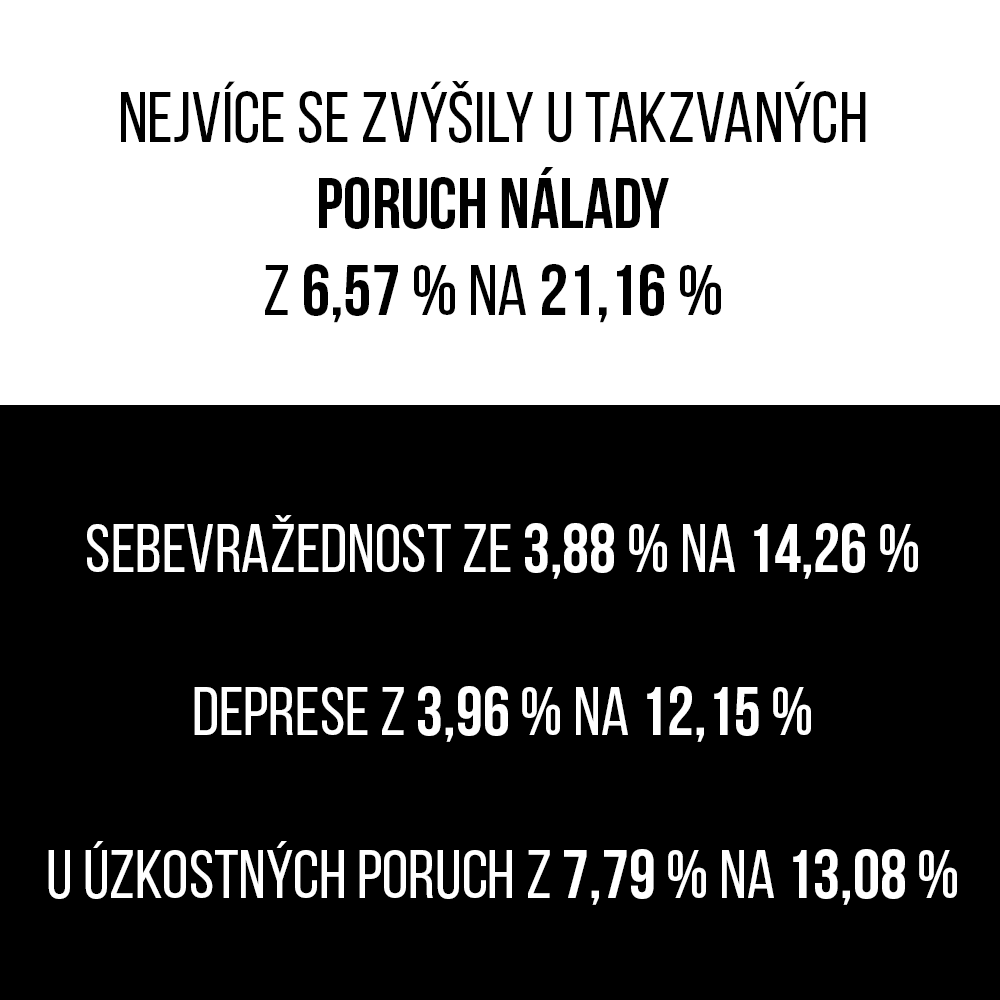 NEJVÍCE SE ZVÝŠILY U TAKZVANÝCH
PORUCH NÁLADY
Z 6,57 % NA 21,16 %
SEBEVRAŽEDNOST ZE 3,88 % NA 14,26 %
DEPRESE Z 3,96 % NA 12,15 %
U ÚZKOSTNÝCH PORUCH Z 7,79 % NA 13,08 %